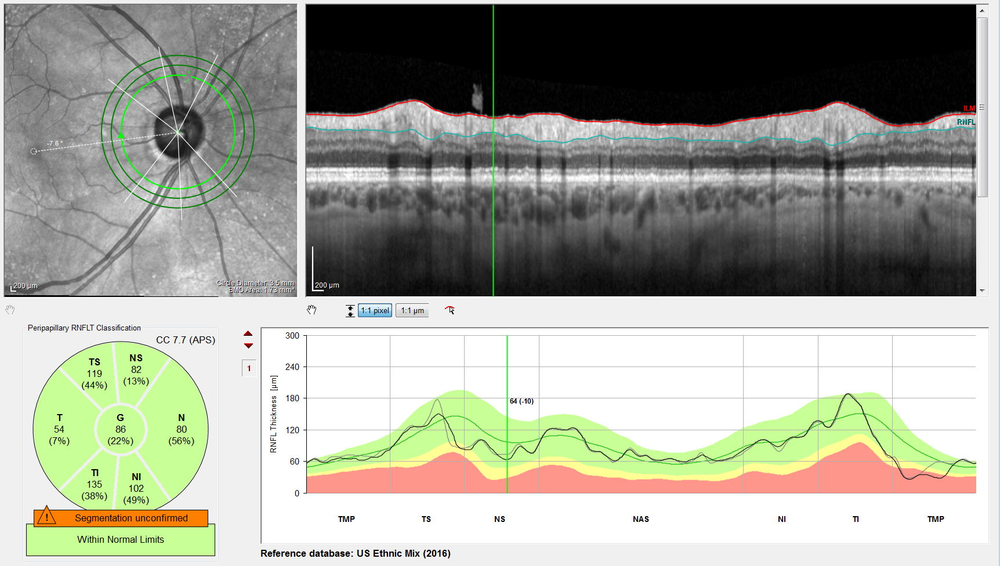 -7.6 °
200 µm
Circle Diameter: 3.5 mm
BMO Area: 1.73 mm²
ILM
RNFL
200 µm
1:1 pixel
1:1 µm
Peripapillary RNFLT Classification
CC 7.7 (APS)
TS
119
(44%)
NS
82
(13%)
T
54
(7%)
G
86
(22%)
N
80
(56%)
TI
135
(38%)
NI
102
(49%)
! Segmentation unconfirmed
Within Normal Limits
1
RNFL Thickness [µm]
300
240
180
120
60
0
64 (-10)
TMP TS NS NAS NI TI TMP
Reference database: US Ethnic Mix (2016)